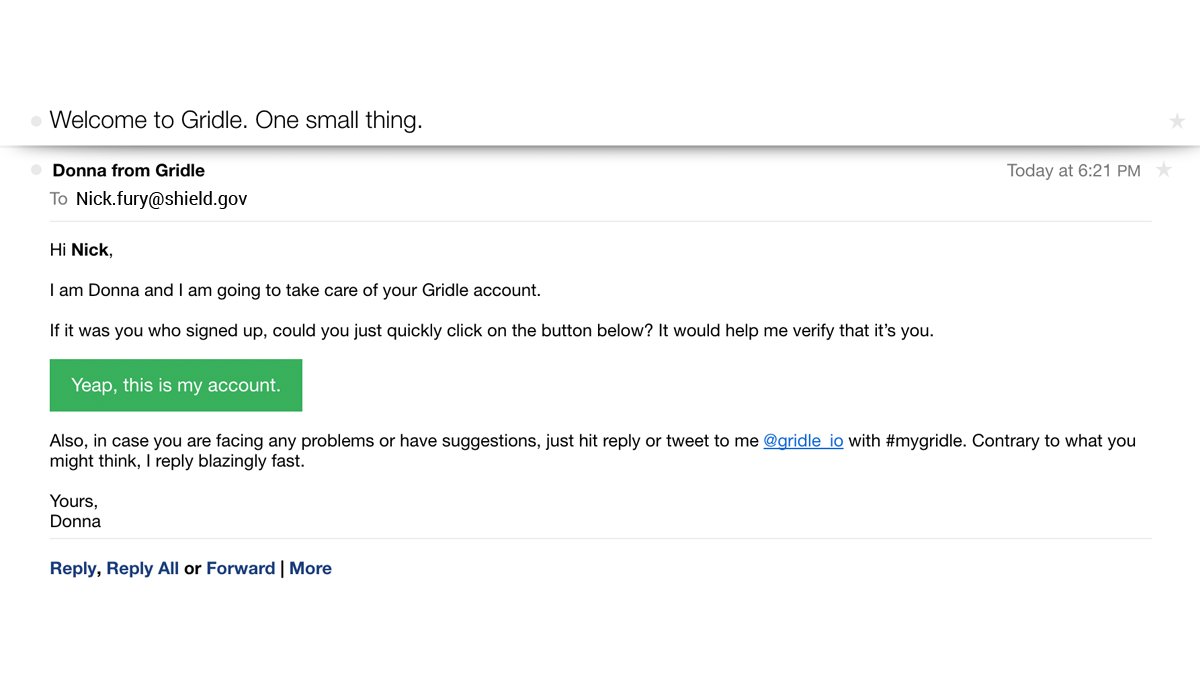 Welcome to Gridle. One small thing.
Donna from Gridle
Today at 6:21 PM
To Nick.fury@shield.gov
Hi Nick,
I am Donna and I am going to take care of your Gridle account.
If it was you who signed up, could you just quickly click on the button below? It would help me verify that it’s you.
Yeap, this is my account.
Also, in case you are facing any problems or have suggestions, just hit reply or tweet to me @gridle_io with #mygridle. Contrary to what you
might think, I reply blazingly fast.
Yours,
Donna
Reply, Reply All or Forward | More